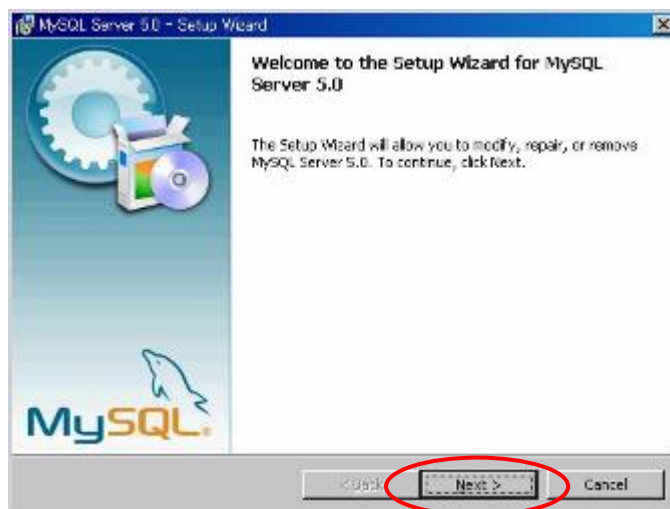 MySQL Server 5.0 - Setup Wizard
Welcome to the Setup Wizard for MySQL
Server 5.0
The Setup Wizard will allow you to modify, repair, or remove
MySQL Server 5.0. To continue, click Next.
MySQL.
< Back
Next >
Cancel